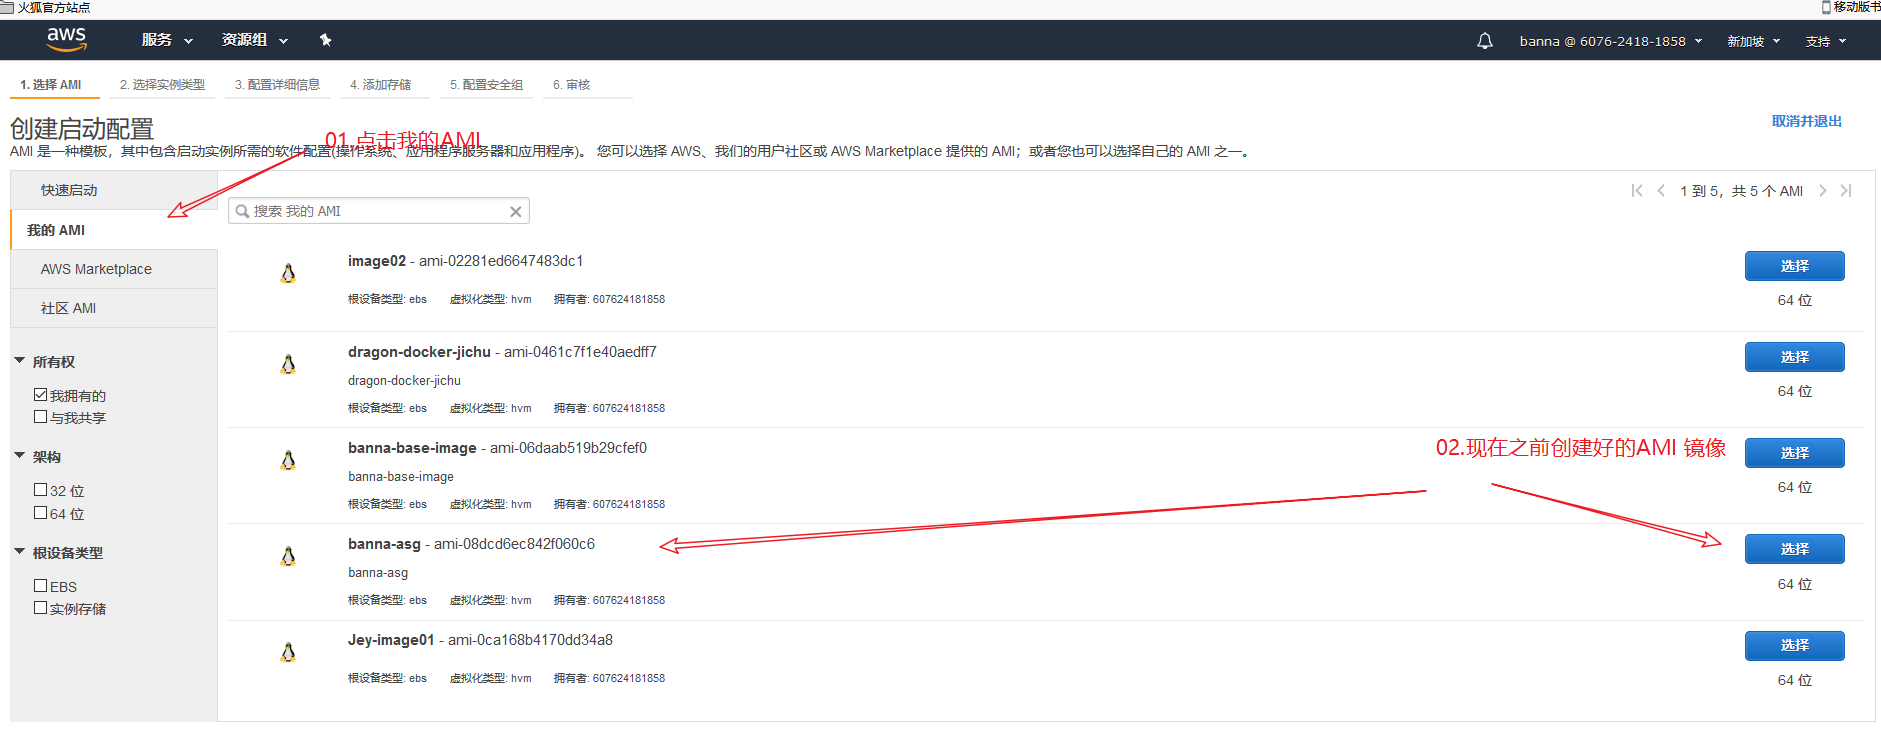 火狐官方站点
移动版书
aws 服务 资源组 banna @ 6076-2418-1858 新加坡 支持
1. 选择 AMI 2. 选择实例类型 3. 配置详细信息 4. 添加存储 5. 配置安全组 6. 审核
创建启动配置
取消并退出
01.点击我的AMI
AMI 是一种模板，其中包含启动实例所需的软件配置(操作系统、应用程序服务器和应用程序)。 您可以选择 AWS、我们的用户社区或 AWS Marketplace 提供的 AMI；或者您也可以选择自己的 AMI 之一。
快速启动
我的 AMI
AWS Marketplace
社区 AMI
所有权
我拥有的
与我共享
架构
32 位
64 位
根设备类型
EBS
实例存储
搜索 我的 AMI
1 到 5，共 5 个 AMI
image02 - ami-02281ed6647483dc1
根设备类型: ebs 虚拟化类型: hvm 拥有者: 607624181858
选择
64 位
dragon-docker-jichu - ami-0461c7f1e40aedff7
dragon-docker-jichu
根设备类型: ebs 虚拟化类型: hvm 拥有者: 607624181858
选择
64 位
banna-base-image - ami-06daab519b29cfef0
banna-base-image
根设备类型: ebs 虚拟化类型: hvm 拥有者: 607624181858
02.现在之前创建好的AMI 镜像
选择
64 位
banna-asg - ami-08dcd6ec842f060c6
banna-asg
根设备类型: ebs 虚拟化类型: hvm 拥有者: 607624181858
选择
64 位
Jey-image01 - ami-0ca168b4170dd34a8
根设备类型: ebs 虚拟化类型: hvm 拥有者: 607624181858
选择
64 位